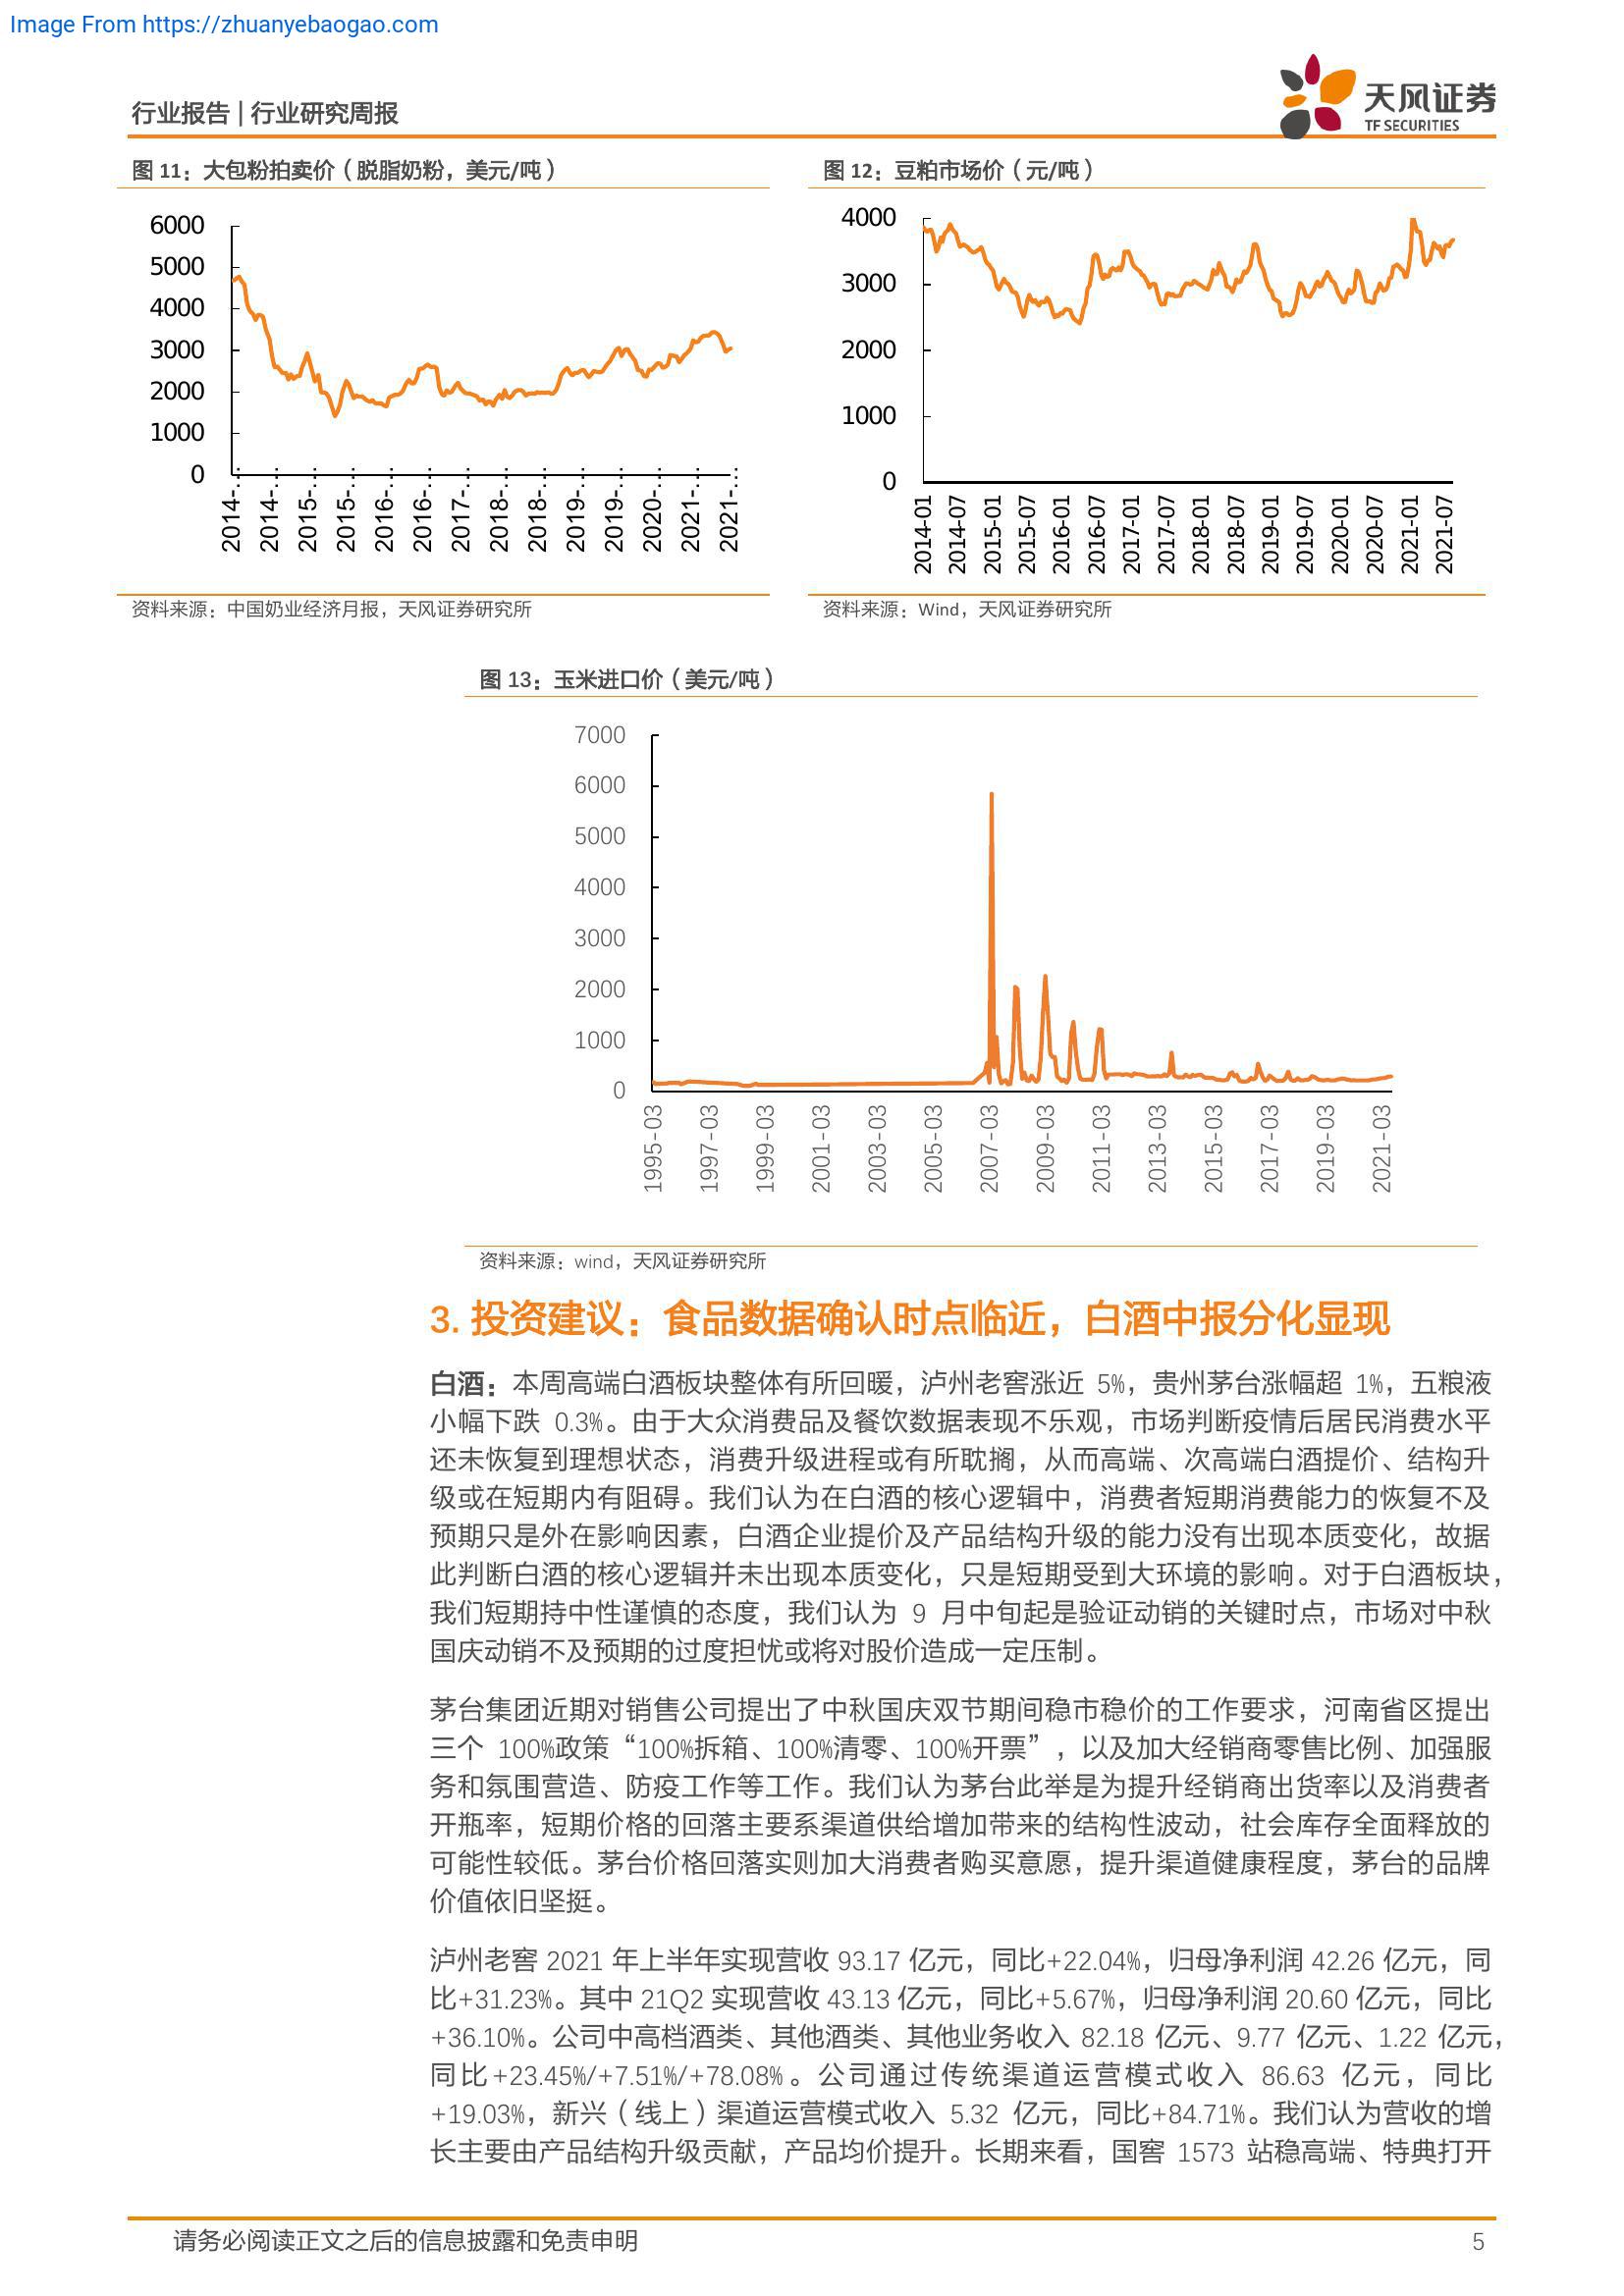 Image From https://zhuanyebaogao.com
行业报告 | 行业研究周报
天风证券
TF SECURITIES
图 11：大包粉拍卖价（脱脂奶粉，美元/吨）
6000
5000
4000
3000
2000
1000
0
2014-..
2014-..
2015-..
2015-..
2016-..
2016-..
2017-..
2018-..
2018-..
2019-..
2019-..
2020-..
2021-..
2021-..
资料来源：中国奶业经济月报，天风证券研究所
图 12：豆粕市场价（元/吨）
4000
3000
2000
1000
0
2014-01
2014-07
2015-01
2015-07
2016-01
2016-07
2017-01
2017-07
2018-01
2018-07
2019-01
2019-07
2020-01
2020-07
2021-01
2021-07
资料来源：Wind，天风证券研究所
图 13：玉米进口价（美元/吨）
7000
6000
5000
4000
3000
2000
1000
0
1995-03
1997-03
1999-03
2001-03
2003-03
2005-03
2007-03
2009-03
2011-03
2013-03
2015-03
2017-03
2019-03
2021-03
资料来源：wind，天风证券研究所
3. 投资建议：食品数据确认时点临近，白酒中报分化显现
白酒：本周高端白酒板块整体有所回暖，泸州老窖涨近 5%，贵州茅台涨幅超 1%，五粮液
小幅下跌 0.3%。由于大众消费品及餐饮数据表现不乐观，市场判断疫情后居民消费水平
还未恢复到理想状态，消费升级进程或有所耽搁，从而高端、次高端白酒提价、结构升
级或在短期内有阻碍。我们认为在白酒的核心逻辑中，消费者短期消费能力的恢复不及
预期只是外在影响因素，白酒企业提价及产品结构升级的能力没有出现本质变化，故据
此判断白酒的核心逻辑并未出现本质变化，只是短期受到大环境的影响。对于白酒板块，
我们短期持中性谨慎的态度，我们认为 9 月中旬起是验证动销的关键时点，市场对中秋
国庆动销不及预期的过度担忧或将对股价造成一定压制。
茅台集团近期对销售公司提出了中秋国庆双节期间稳市稳价的工作要求，河南省区提出
三个 100%政策“100%拆箱、100%清零、100%开票”，以及加大经销商零售比例、加强服
务和氛围营造、防疫工作等工作。我们认为茅台此举是为提升经销商出货率以及消费者
开瓶率，短期价格的回落主要系渠道供给增加带来的结构性波动，社会库存全面释放的
可能性较低。茅台价格回落实则加大消费者购买意愿，提升渠道健康程度，茅台的品牌
价值依旧坚挺。
泸州老窖 2021 年上半年实现营收 93.17 亿元，同比+22.04%，归母净利润 42.26 亿元，同
比+31.23%。其中 21Q2 实现营收 43.13 亿元，同比+5.67%，归母净利润 20.60 亿元，同比
+36.10%。公司中高档酒类、其他酒类、其他业务收入 82.18 亿元、9.77 亿元、1.22 亿元，
同比+23.45%/+7.51%/+78.08%。公司通过传统渠道运营模式收入 86.63 亿元，同比
+19.03%，新兴（线上）渠道运营模式收入 5.32 亿元，同比+84.71%。我们认为营收的增
长主要由产品结构升级贡献，产品均价提升。长期来看，国窖 1573 站稳高端、特典打开
请务必阅读正文之后的信息披露和免责申明
5